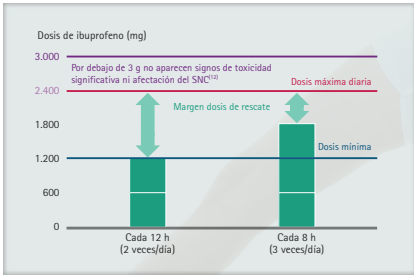 Dosis de ibuprofeno (mg)
3.000
Por debajo de 3 g no aparecen signos de toxicidad
significativa ni afectación del SNC(12)
Dosis máxima diaria
2.400
Margen dosis de rescate
1.800
Dosis mínima
1.200
600
0
Cada 12 h
(2 veces/día)
Cada 8 h
(3 veces/día)